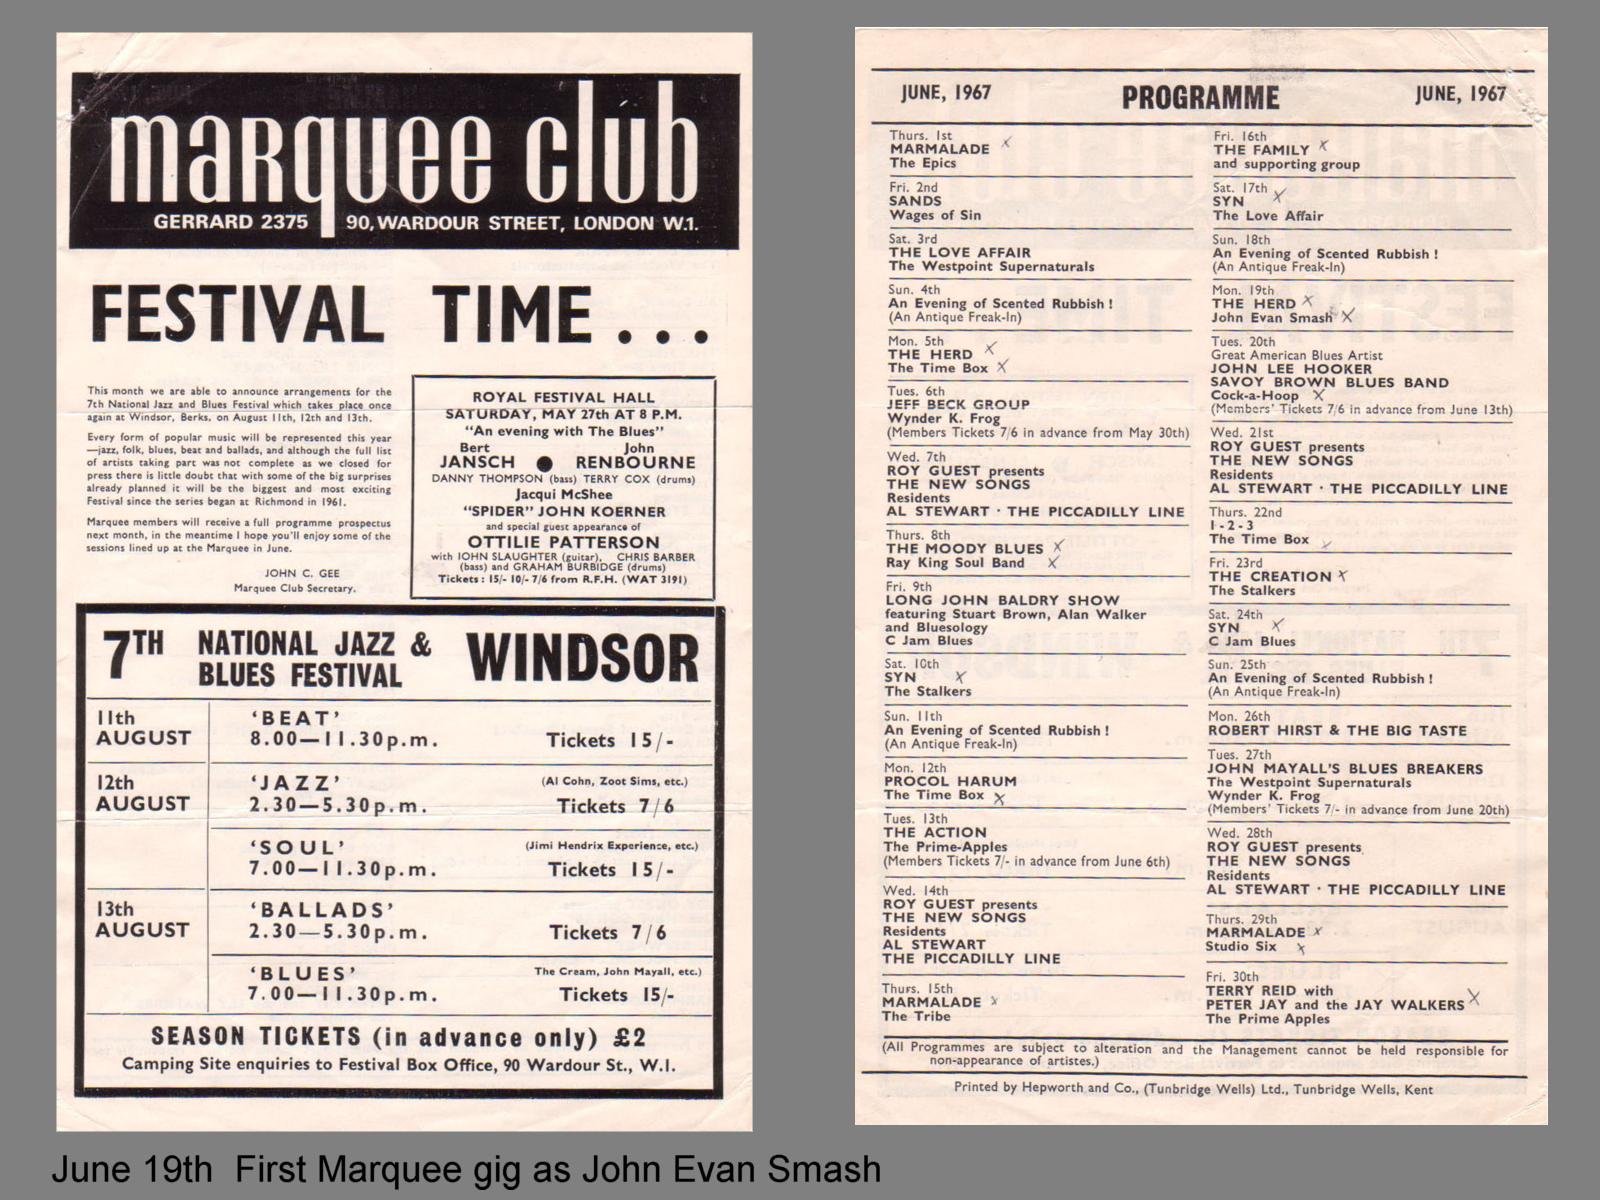 marquee club
GERRARD 2375 90, WARDOUR STREET, LONDON W.1.
FESTIVAL TIME . . .
This month we are able to announce arrangements for the
7th National Jazz and Blues Festival which takes place once
again at Windsor, Berks. on August 11th, 12th and 13th.
Every form of popular music will be represented this year
—jazz, folk, blues, beat and ballads, and although the full list
of artists taking part was not complete as we closed for
press there is little doubt that with some of the big surprises
already planned it will be the biggest and most exciting
Festival since the series began at Richmond in 1961.
Marquee members will receive a full programme prospectus
next month, in the meantime I hope you'll enjoy some of the
sessions lined up at the Marquee in June.
JOHN C. GEE
Marquee Club Secretary.
ROYAL FESTIVAL HALL
SATURDAY, MAY 27th AT 8 P.M.
"An evening with The Blues"
Bert John
JANSCH ● RENBOURNE
DANNY THOMPSON (bass) TERRY COX (drums)
Jacqui McShee
"SPIDER" JOHN KOERNER
and special guest appearance of
OTTILIE PATTERSON
with JOHN SLAUGHTER (guitar), CHRIS BARBER
(bass) and GRAHAM BURBIDGE (drums)
Tickets : 15/- 10/- 7/6 from R.F.H. (WAT 3191)
7TH NATIONAL JAZZ & BLUES FESTIVAL WINDSOR
11th AUGUST
'BEAT'
8.00—11.30p.m. Tickets 15/-
12th AUGUST
'JAZZ' (Al Cohn, Zoot Sims, etc.)
2.30—5.30p.m. Tickets 7/6
'SOUL' (Jimi Hendrix Experience, etc.)
7.00—11.30p.m. Tickets 15/-
13th AUGUST
'BALLADS'
2.30—5.30p.m. Tickets 7/6
'BLUES' The Cream, John Mayall, etc.)
7.00—11.30p.m. Tickets 15/-
SEASON TICKETS (in advance only) £2
Camping Site enquiries to Festival Box Office, 90 Wardour St., W.I.
JUNE, 1967 PROGRAMME JUNE, 1967
Thurs. 1st
MARMALADE x
The Epics
Fri. 2nd
SANDS
Wages of Sin
Sat. 3rd
THE LOVE AFFAIR
The Westpoint Supernaturals
Sun. 4th
An Evening of Scented Rubbish !
(An Antique Freak-In)
Mon. 5th
THE HERD x
The Time Box x
Tues. 6th
JEFF BECK GROUP
Wynder K. Frog
(Members Tickets 7/6 in advance from May 30th)
Wed. 7th
ROY GUEST presents
THE NEW SONGS
Residents
AL STEWART · THE PICCADILLY LINE
Thurs. 8th
THE MOODY BLUES x
Ray King Soul Band x
Fri. 9th
LONG JOHN BALDRY SHOW
featuring Stuart Brown, Alan Walker
and Bluesology
C Jam Blues
Sat. 10th
SYN x
The Stalkers
Sun. 11th
An Evening of Scented Rubbish !
(An Antique Freak-In)
Mon. 12th
PROCOL HARUM
The Time Box x
Tues. 13th
THE ACTION
The Prime-Apples
(Members Tickets 7/- in advance from June 6th)
Wed. 14th
ROY GUEST presents
THE NEW SONGS
Residents
AL STEWART
THE PICCADILLY LINE
Thurs. 15th
MARMALADE x
The Tribe
Fri. 16th
THE FAMILY x
and supporting group
Sat. 17th
SYN x
The Love Affair
Sun. 18th
An Evening of Scented Rubbish !
(An Antique Freak-In)
Mon. 19th
THE HERD x
John Evan Smash x
Tues. 20th
Great American Blues Artist
JOHN LEE HOOKER
SAVOY BROWN BLUES BAND
Cock-a-Hoop x
(Members' Tickets 7/6 in advance from June 13th)
Wed. 21st
ROY GUEST presents
THE NEW SONGS
Residents
AL STEWART · THE PICCADILLY LINE
Thurs. 22nd
1 - 2 - 3
The Time Box x
Fri. 23rd
THE CREATION x
The Stalkers
Sat. 24th
SYN x
C Jam Blues
Sun. 25th
An Evening of Scented Rubbish !
(An Antique Freak-In)
Mon. 26th
ROBERT HIRST & THE BIG TASTE
Tues. 27th
JOHN MAYALL'S BLUES BREAKERS
The Westpoint Supernaturals
Wynder K. Frog
(Members' Tickets 7/- in advance from June 20th)
Wed. 28th
ROY GUEST presents
THE NEW SONGS
Residents
AL STEWART · THE PICCADILLY LINE
Thurs. 29th
MARMALADE x
Studio Six x
Fri. 30th
TERRY REID with
PETER JAY and the JAY WALKERS x
The Prime Apples
(All Programmes are subject to alteration and the Management cannot be held responsible for
non-appearance of artistes.)
Printed by Hepworth and Co., (Tunbridge Wells) Ltd., Tunbridge Wells, Kent
June 19th First Marquee gig as John Evan Smash